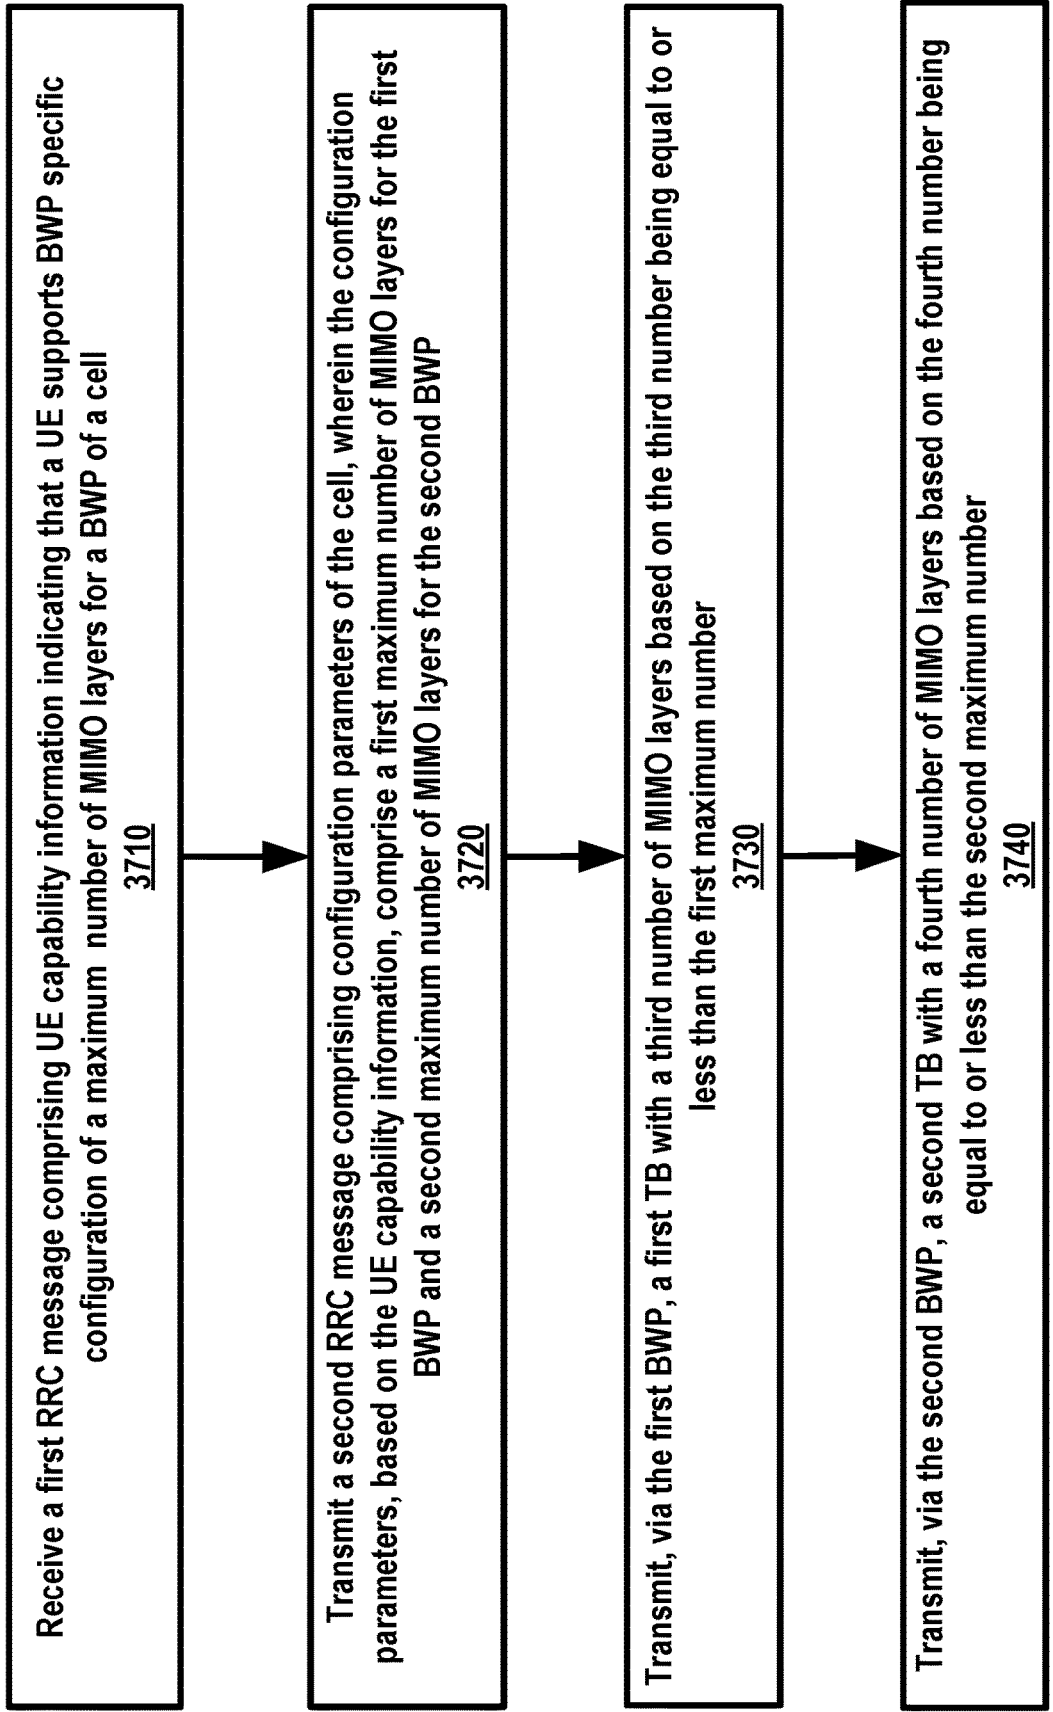 Receive a first RRC message comprising UE capability information indicating that a UE supports BWP specific
configuration of a maximum number of MIMO layers for a BWP of a cell
3710
Transmit a second RRC message comprising configuration parameters of the cell, wherein the configuration
parameters, based on the UE capability information, comprise a first maximum number of MIMO layers for the first
BWP and a second maximum number of MIMO layers for the second BWP
3720
Transmit, via the first BWP, a first TB with a third number of MIMO layers based on the third number being equal to or
less than the first maximum number
3730
Transmit, via the second BWP, a second TB with a fourth number of MIMO layers based on the fourth number being
equal to or less than the second maximum number
3740